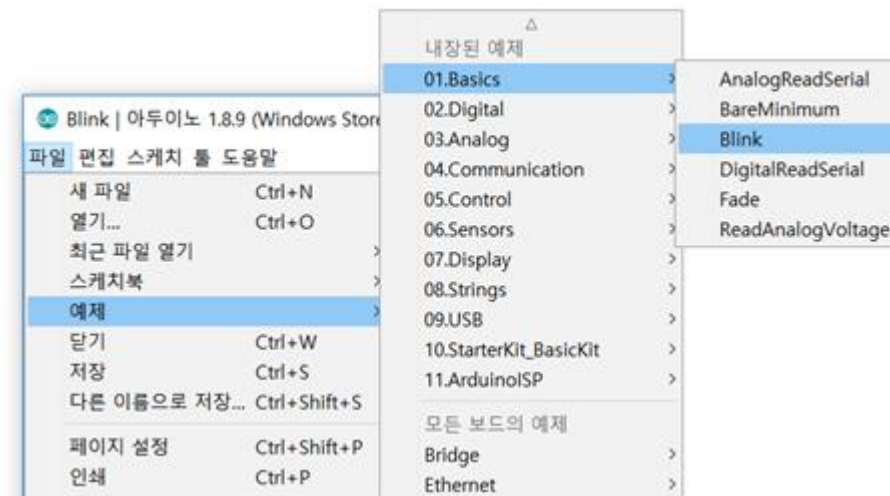 Blink | 아두이노 1.8.9 (Windows Store
파일 편집 스케치 툴 도움말
새 파일 Ctrl+N
열기... Ctrl+O
최근 파일 열기
스케치북
예제
닫기 Ctrl+W
저장 Ctrl+S
다른 이름으로 저장... Ctrl+Shift+S
페이지 설정 Ctrl+Shift+P
인쇄 Ctrl+P
내장된 예제
01.Basics
02.Digital
03.Analog
04.Communication
05.Control
06.Sensors
07.Display
08.Strings
09.USB
10.StarterKit_BasicKit
11.ArduinoISP
모든 보드의 예제
Bridge
Ethernet
AnalogReadSerial
BareMinimum
Blink
DigitalReadSerial
Fade
ReadAnalogVoltage